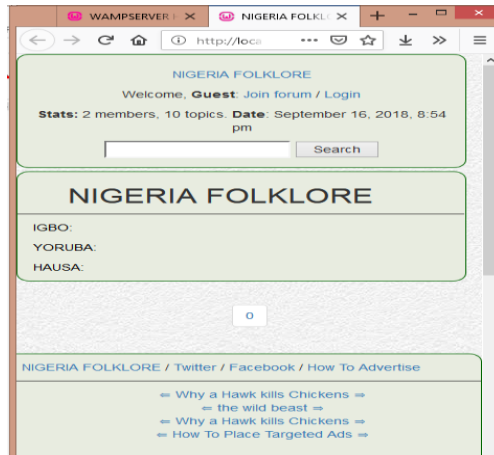 WAMPSERVER H
NIGERIA FOLKLO
http://loca
NIGERIA FOLKLORE
Welcome, Guest: Join forum / Login
Stats: 2 members, 10 topics. Date: September 16, 2018, 8:54
pm
Search
NIGERIA FOLKLORE
IGBO:
YORUBA:
HAUSA:
0
NIGERIA FOLKLORE / Twitter / Facebook / How To Advertise
⇐ Why a Hawk kills Chickens ⇒
⇐ the wild beast ⇒
⇐ Why a Hawk kills Chickens ⇒
⇐ How To Place Targeted Ads ⇒